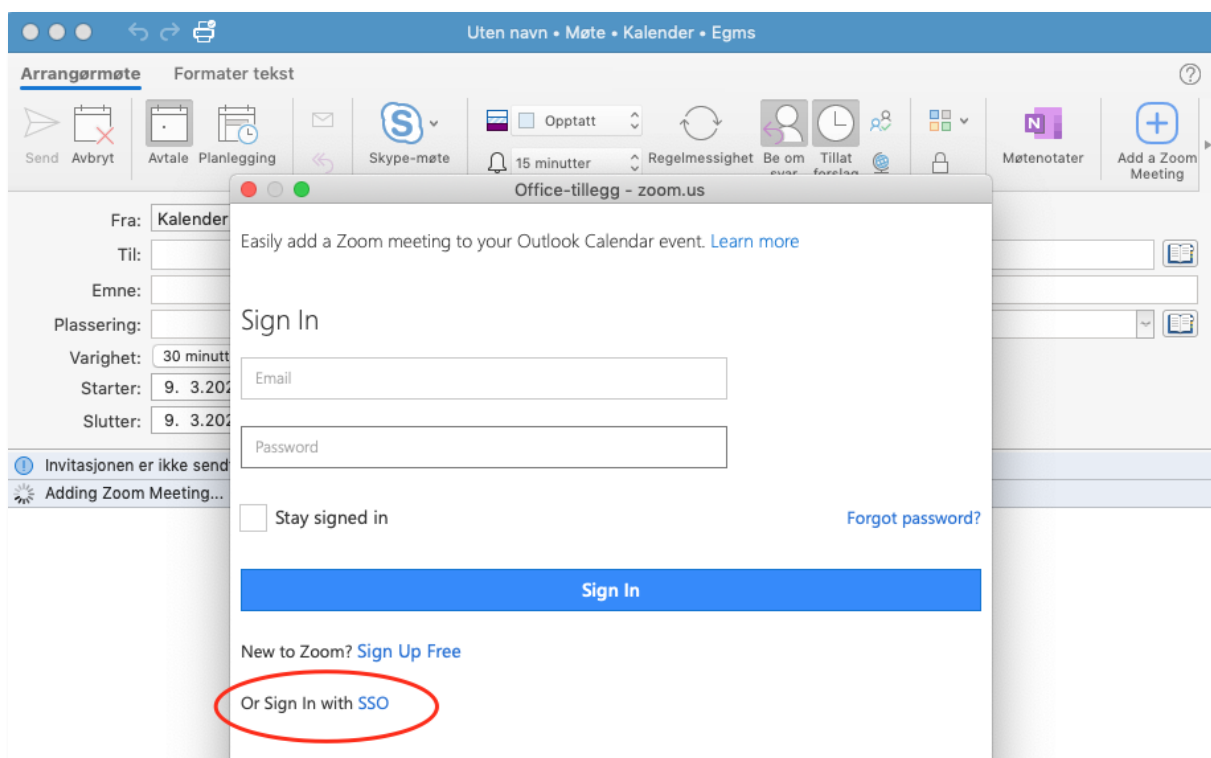 Uten navn • Møte • Kalender • Egms
Arrangørmøte Formater tekst
Send Avbryt Avtale Planlegging Skype-møte Opptatt 15 minutter Regelmessighet Be om svar Tillat forslag Møtenotater Add a Zoom Meeting
Office-tillegg – zoom.us
Fra: Kalender
Til:
Emne:
Plassering:
Varighet: 30 minutt
Starter: 9. 3.202
Slutter: 9. 3.202
Invitasjonen er ikke send
Adding Zoom Meeting...
Easily add a Zoom meeting to your Outlook Calendar event. Learn more
Sign In
Email
Password
Stay signed in Forgot password?
Sign In
New to Zoom? Sign Up Free
Or Sign In with SSO